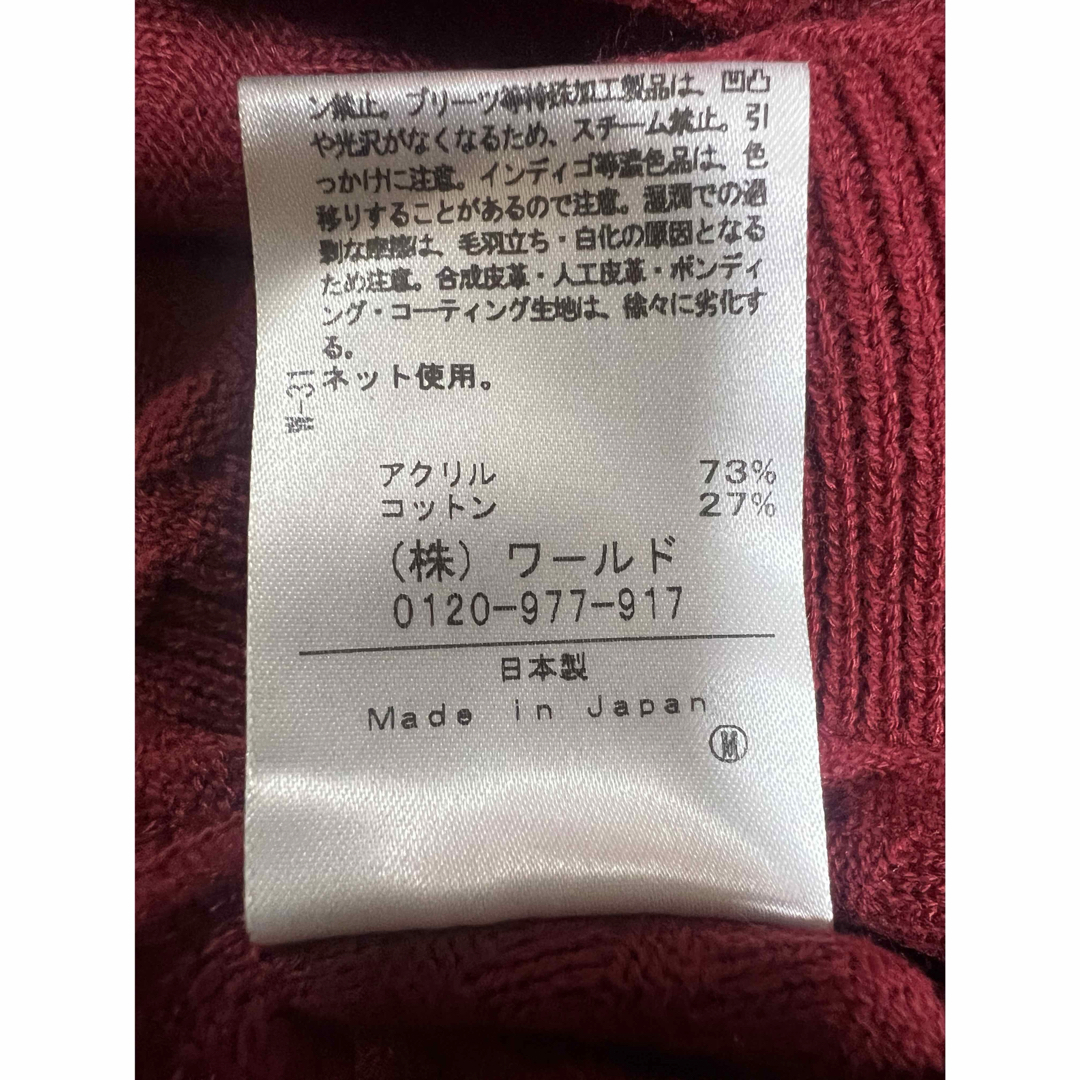 ン禁止。プリーツ等特殊加工製品は、凹凸
や光沢がなくなるため、スチーム禁止。引
っかけに注意。インディゴ等濃色品は、色
移りすることがあるので注意。湿潤での過
剰な摩擦は、毛羽立ち・白化の原因となる
ため注意。合成皮革・人工皮革・ボンディ
ング・コーティング生地は、徐々に劣化す
る。
ネット使用。
W-31
アクリル 73%
コットン 27%
(株) ワールド
0120-977-917
日本製
Made in Japan
Ⓜ